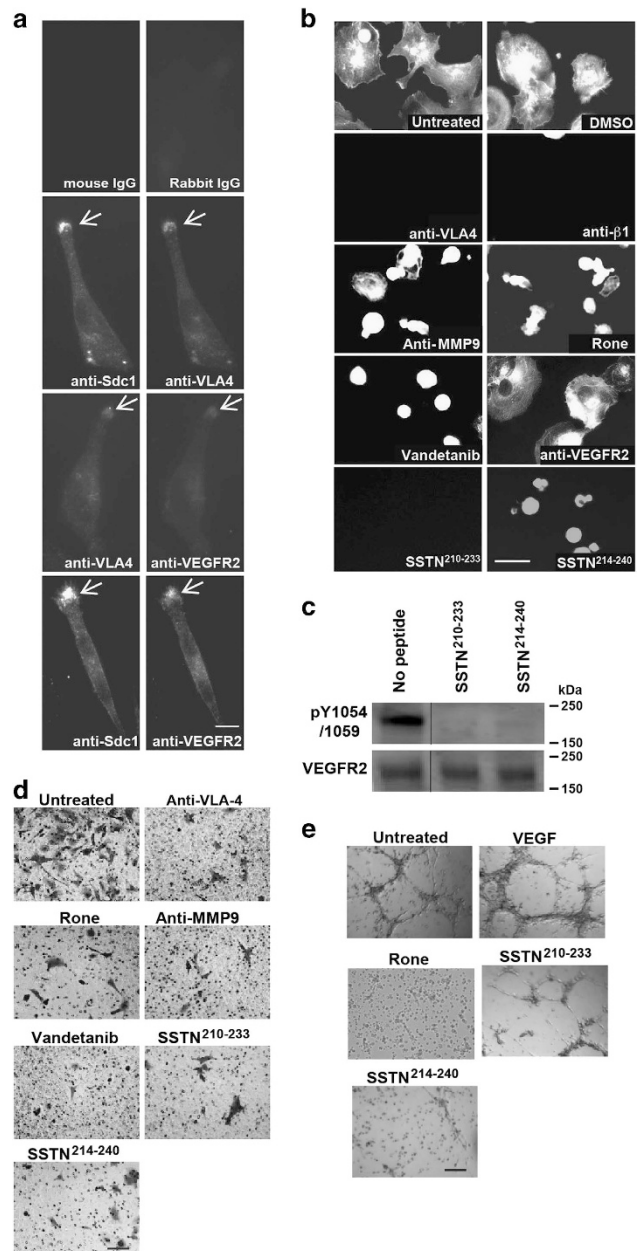 a
mouse IgG
Rabbit IgG
anti-Sdc1
anti-VLA4
anti-VLA4
anti-VEGFR2
anti-Sdc1
anti-VEGFR2
b
Untreated
DMSO
anti-VLA4
anti-β1
Anti-MMP9
Rone
Vandetanib
anti-VEGFR2
SSTN210-233
SSTN214-240
c
No peptide
SSTN210-233
SSTN214-240
kDa
pY1054
/1059
250
150
VEGFR2
250
150
d
Untreated
Anti-VLA-4
Rone
Anti-MMP9
Vandetanib
SSTN210-233
SSTN214-240
e
Untreated
VEGF
Rone
SSTN210-233
SSTN214-240